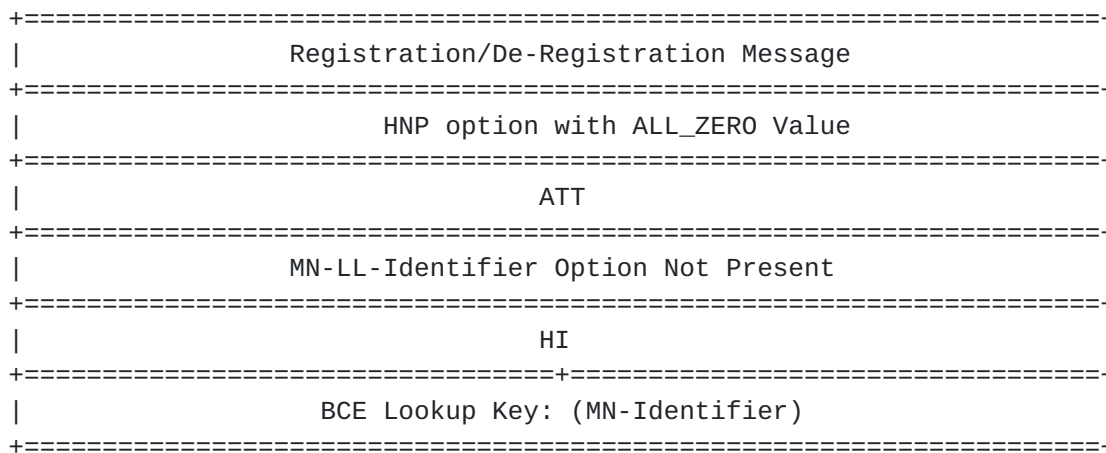 +=====================================================================-
|                 Registration/De-Registration Message
+=====================================================================-
|                       HNP option with ALL_ZERO Value
+=====================================================================-
|                                 ATT
+=====================================================================-
|                 MN-LL-Identifier Option Not Present
+=====================================================================-
|                                 HI
+==================================+==================================-
|                   BCE Lookup Key: (MN-Identifier)
+=====================================================================-